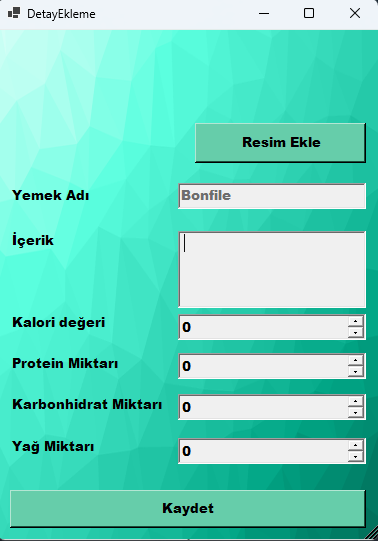 DetayEkleme
Resim Ekle
Yemek Adı
Bonfile
İçerik
Kalori değeri
0
Protein Miktarı
0
Karbonhidrat Miktarı
0
Yağ Miktarı
0
Kaydet